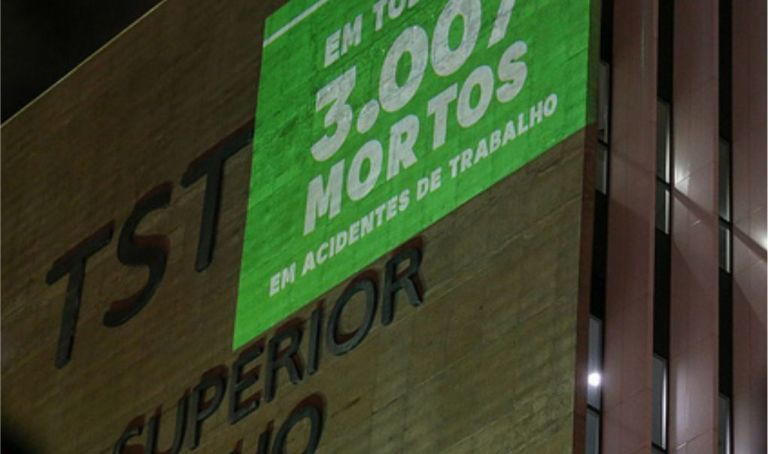 EM
3.007
MORTOS
EM ACIDENTES DE TRABALHO
TST
SUPERIOR